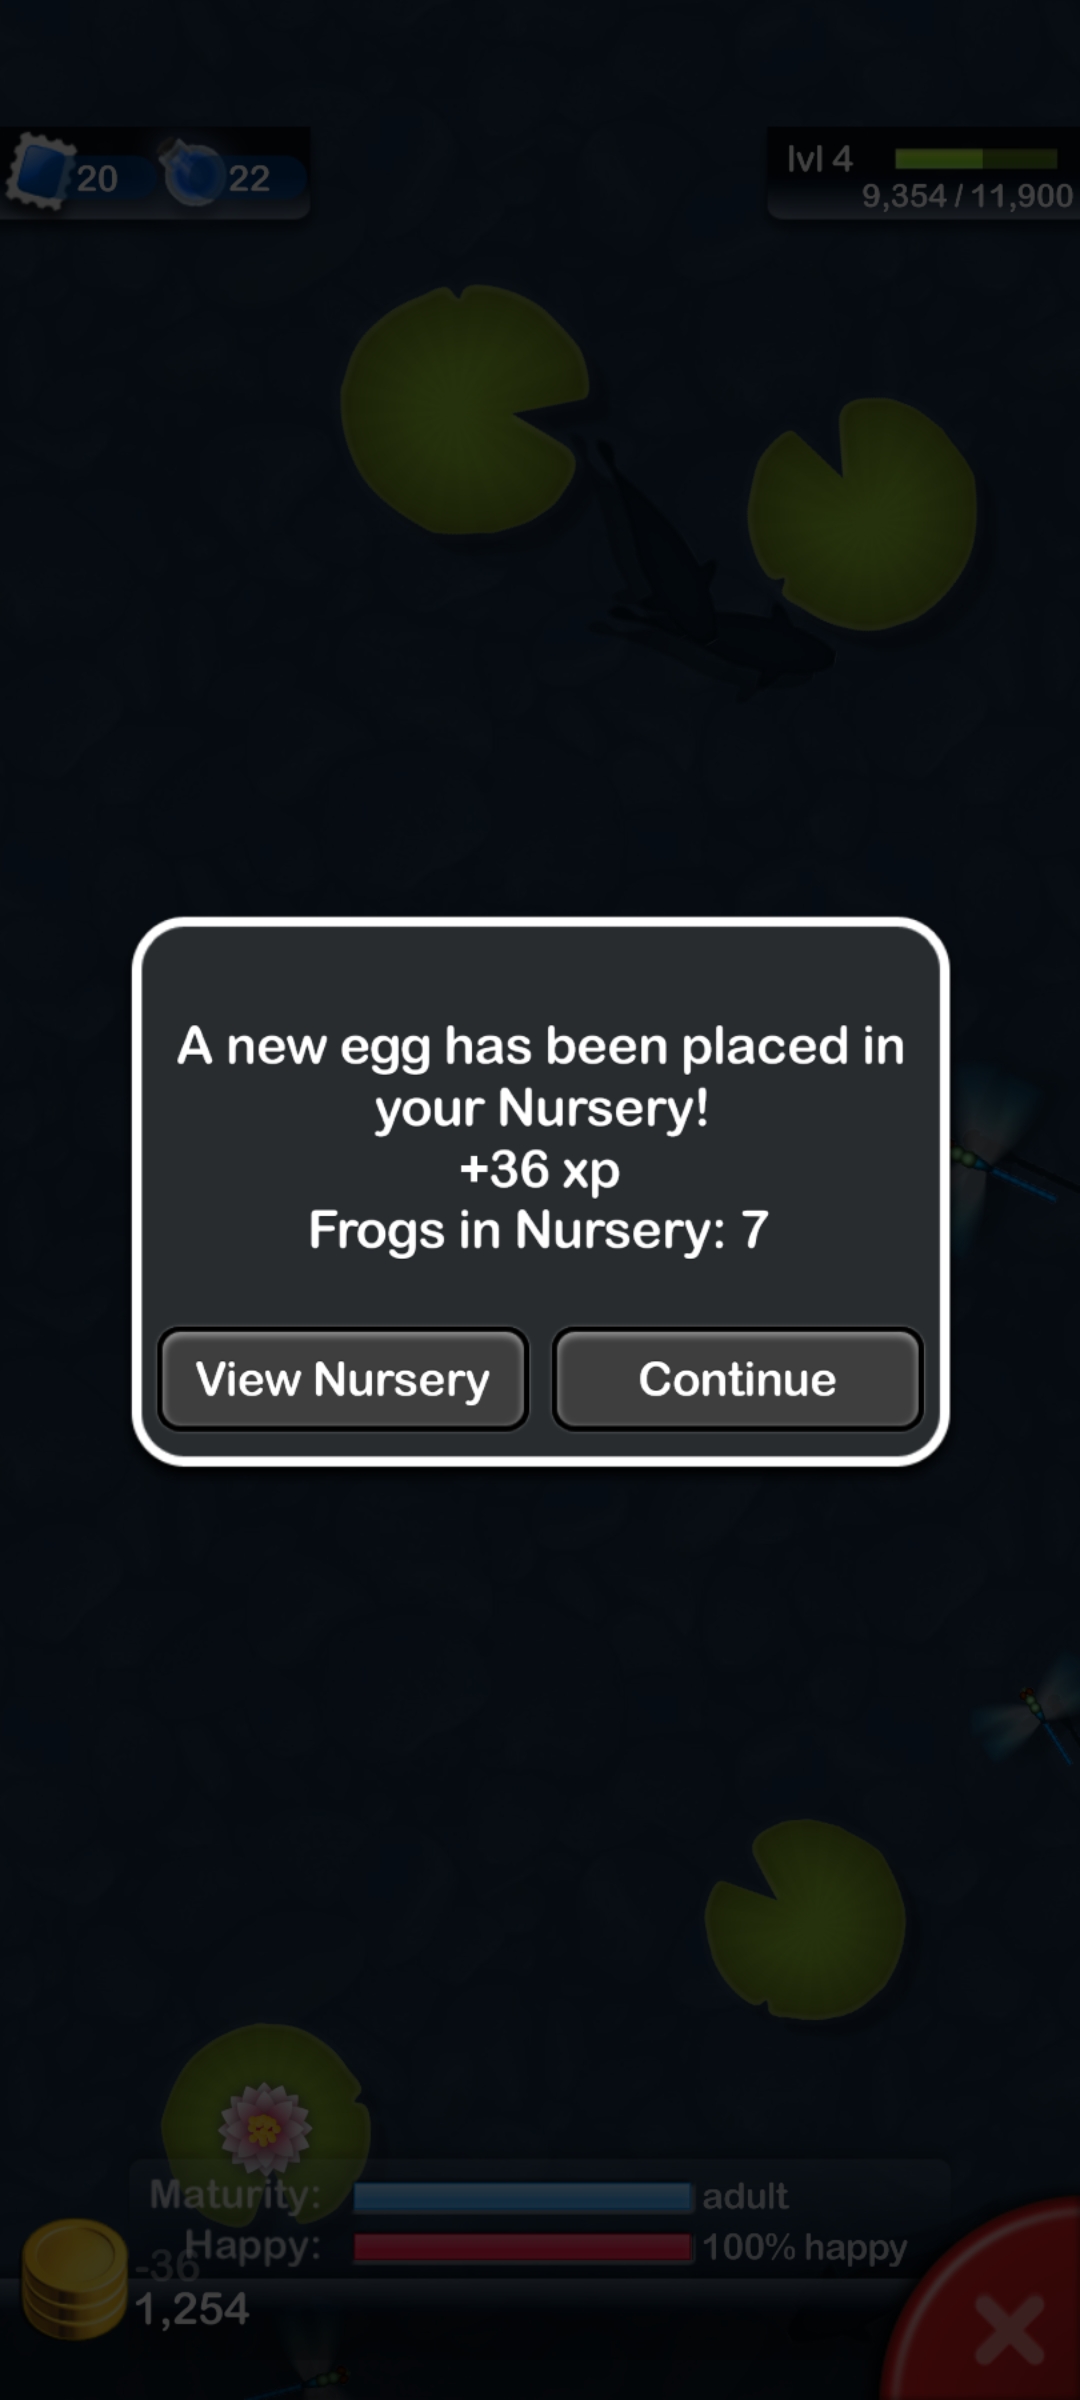 20
22
lvl 4
9,354 / 11,900
A new egg has been placed in
your Nursery!
+36 xp
Frogs in Nursery: 7
View Nursery
Continue
Maturity:
adult
Happy:
100% happy
-36
1,254